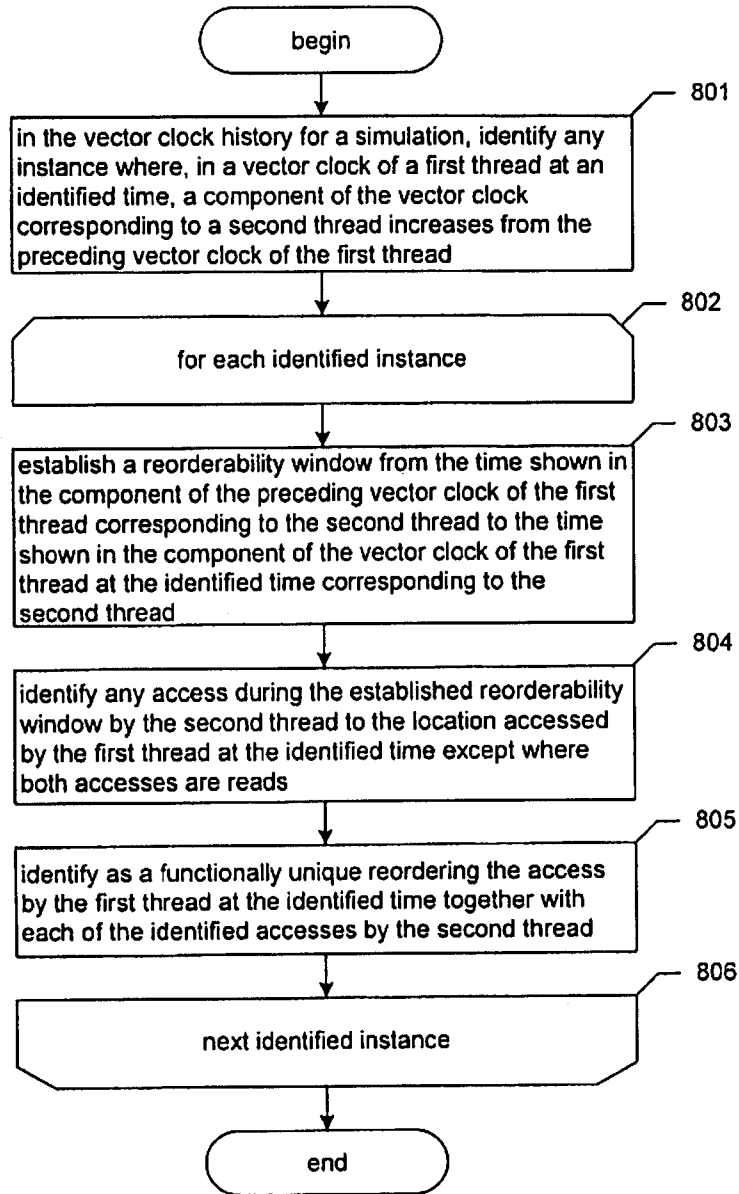 begin
801
in the vector clock history for a simulation, identify any
instance where, in a vector clock of a first thread at an
identified time, a component of the vector clock
corresponding to a second thread increases from the
preceding vector clock of the first thread
802
for each identified instance
803
establish a reorderability window from the time shown in
the component of the preceding vector clock of the first
thread corresponding to the second thread to the time
shown in the component of the vector clock of the first
thread at the identified time corresponding to the
second thread
804
identify any access during the established reorderability
window by the second thread to the location accessed
by the first thread at the identified time except where
both accesses are reads
805
identify as a functionally unique reordering the access
by the first thread at the identified time together with
each of the identified accesses by the second thread
806
next identified instance
end